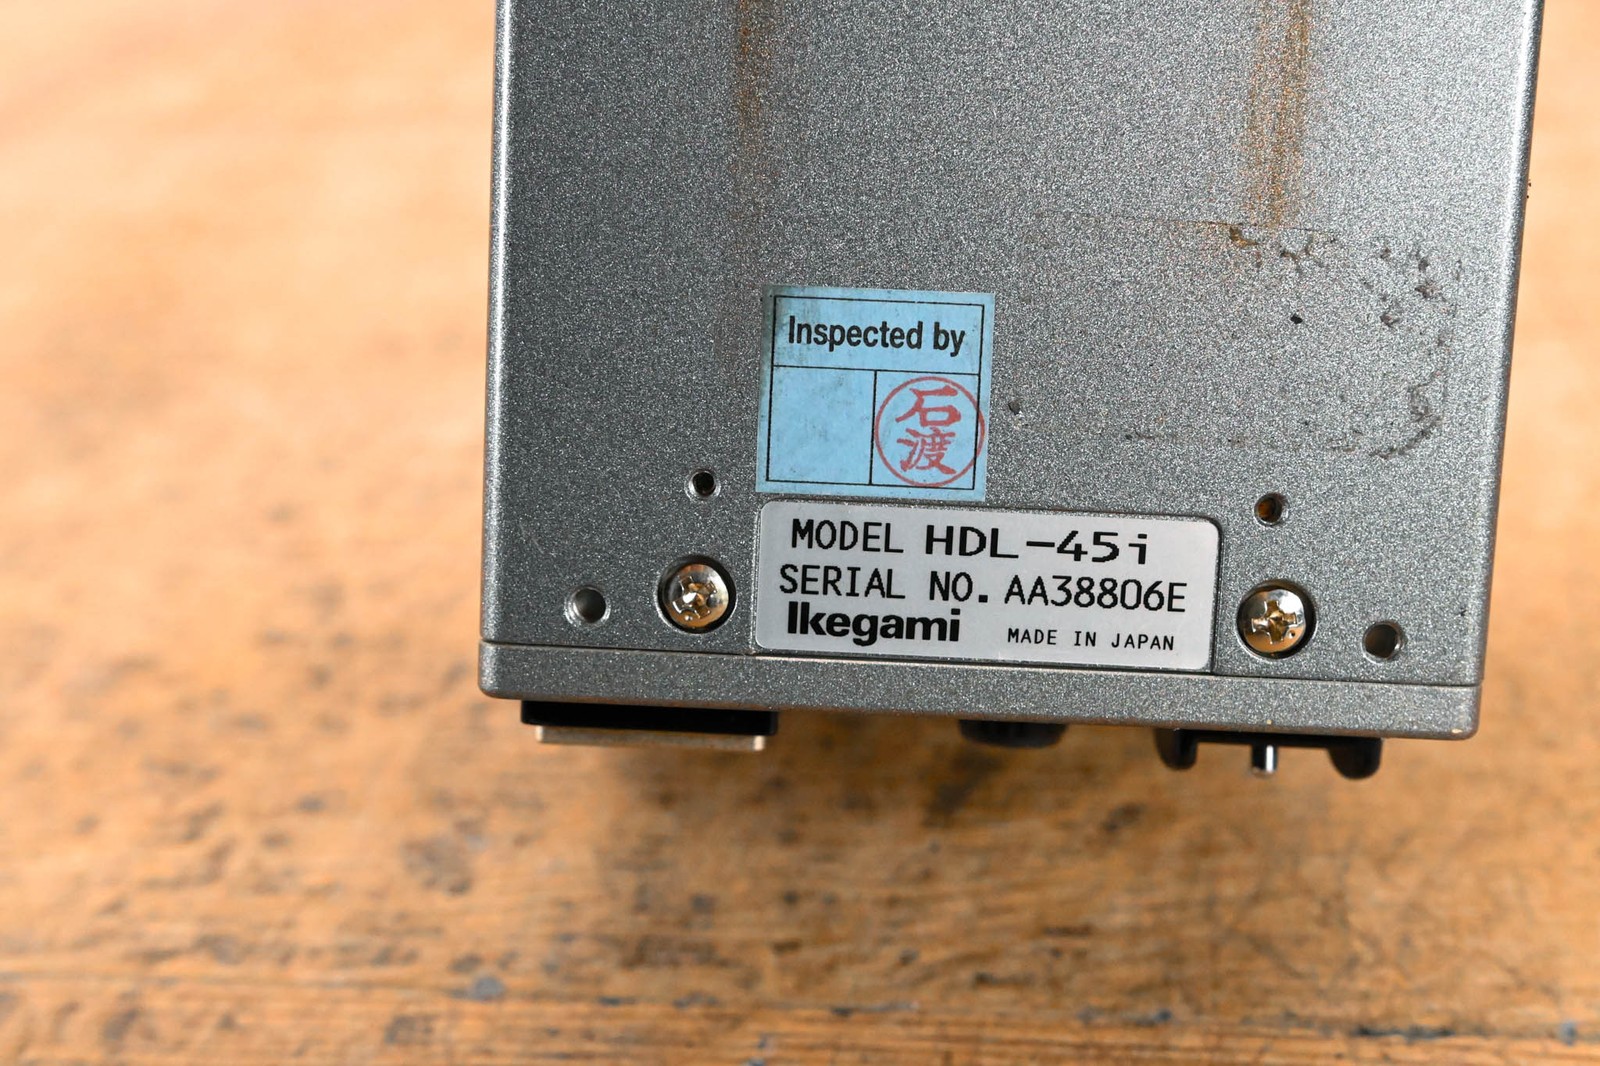 Inspected by
石
渡
MODEL HDL-45i
SERIAL NO. AA38806E
Ikegami MADE IN JAPAN